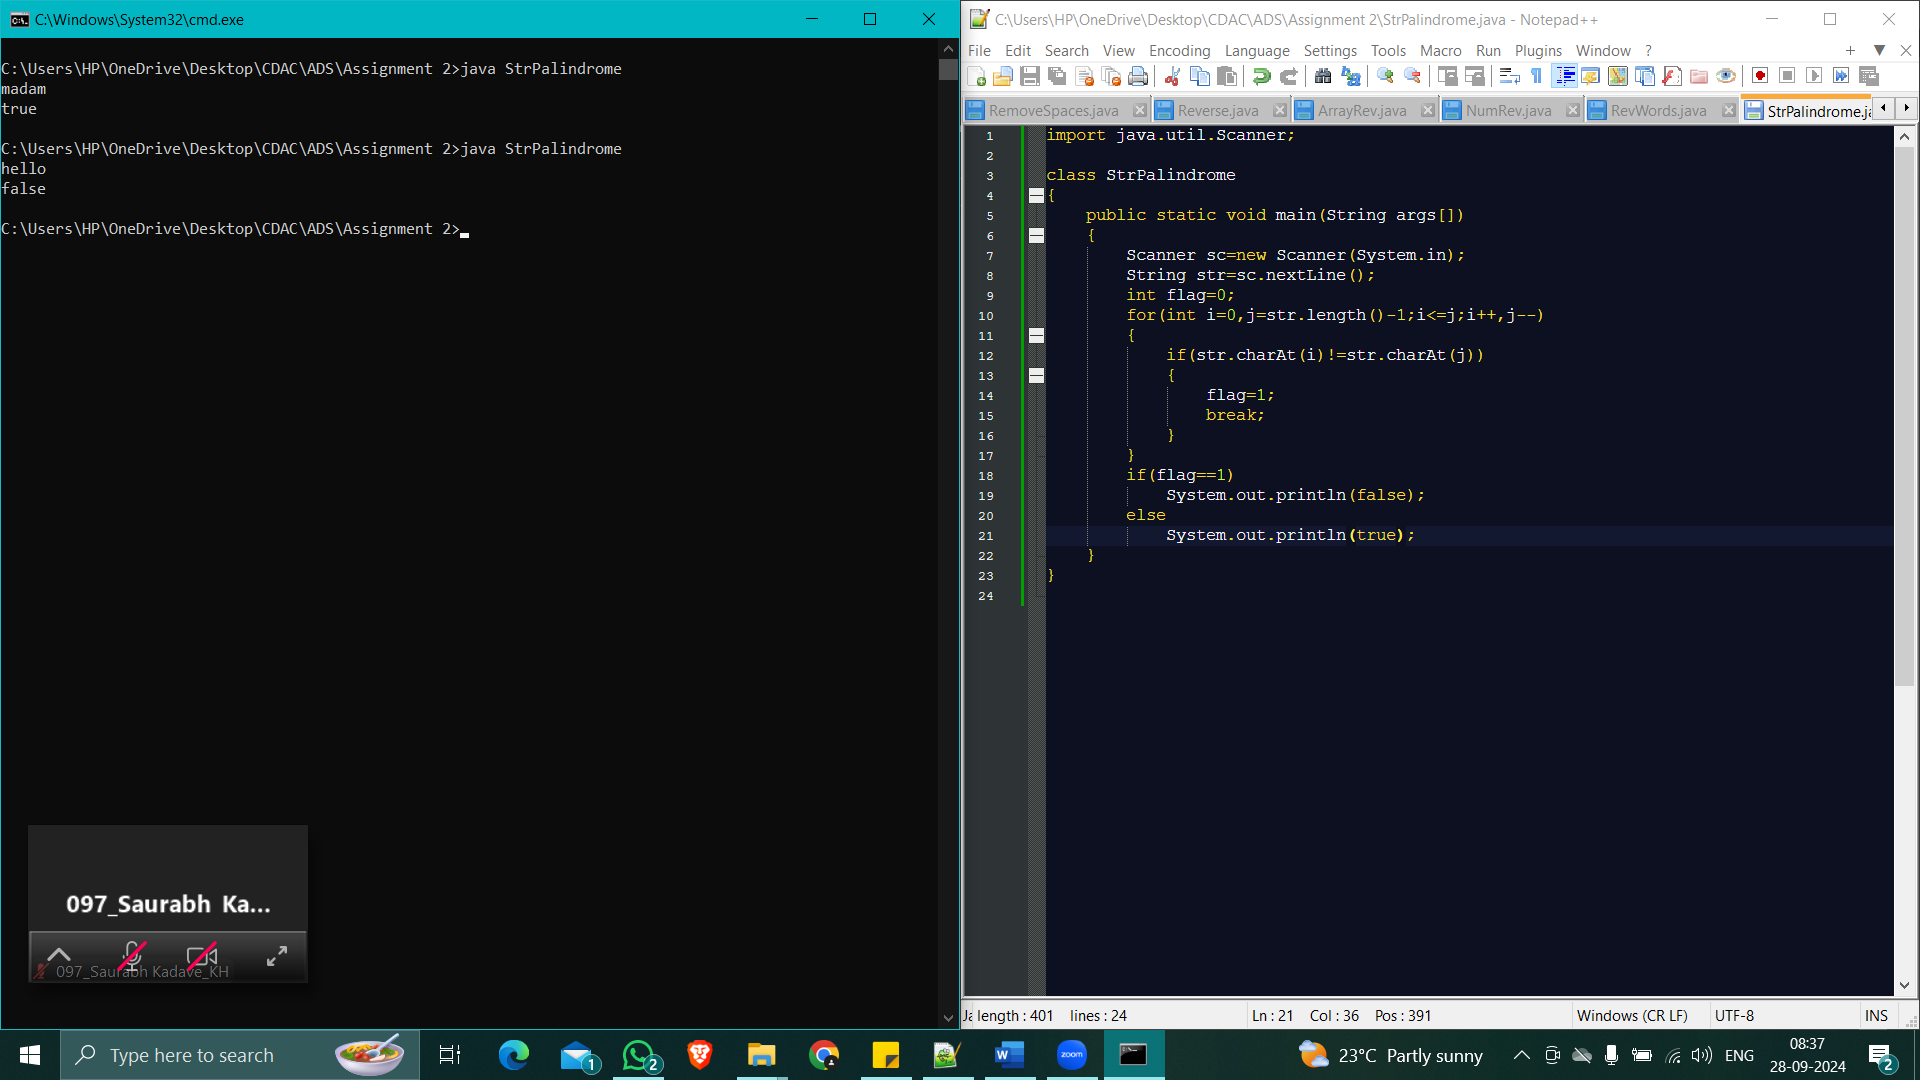 C:\Windows\System32\cmd.exe
C:\Users\HP\OneDrive\Desktop\CDAC\ADS\Assignment 2>java StrPalindrome
madam
true
C:\Users\HP\OneDrive\Desktop\CDAC\ADS\Assignment 2>java StrPalindrome
hello
false
C:\Users\HP\OneDrive\Desktop\CDAC\ADS\Assignment 2>
097_Saurabh Ka...
097_Saurabh Kadave_KH
C:\Users\HP\OneDrive\Desktop\CDAC\ADS\Assignment 2\StrPalindrome.java - Notepad++
File Edit Search View Encoding Language Settings Tools Macro Run Plugins Window ?
RemoveSpaces.java Reverse.java ArrayRev.java NumRev.java RevWords.java StrPalindrome.ja
1 import java.util.Scanner;
2
3 class StrPalindrome
4 {
5 public static void main(String args[])
6 {
7 Scanner sc=new Scanner(System.in);
8 String str=sc.nextLine();
9 int flag=0;
10 for(int i=0,j=str.length()-1;i<=j;i++,j--)
11 {
12 if(str.charAt(i)!=str.charAt(j))
13 {
14 flag=1;
15 break;
16 }
17 }
18 if(flag==1)
19 System.out.println(false);
20 else
21 System.out.println(true);
22 }
23 }
24
Ja length : 401 lines : 24 Ln : 21 Col : 36 Pos : 391 Windows (CR LF) UTF-8 INS
Type here to search
1
2
W
zoom
23°C Partly sunny
ENG
08:37
28-09-2024
2